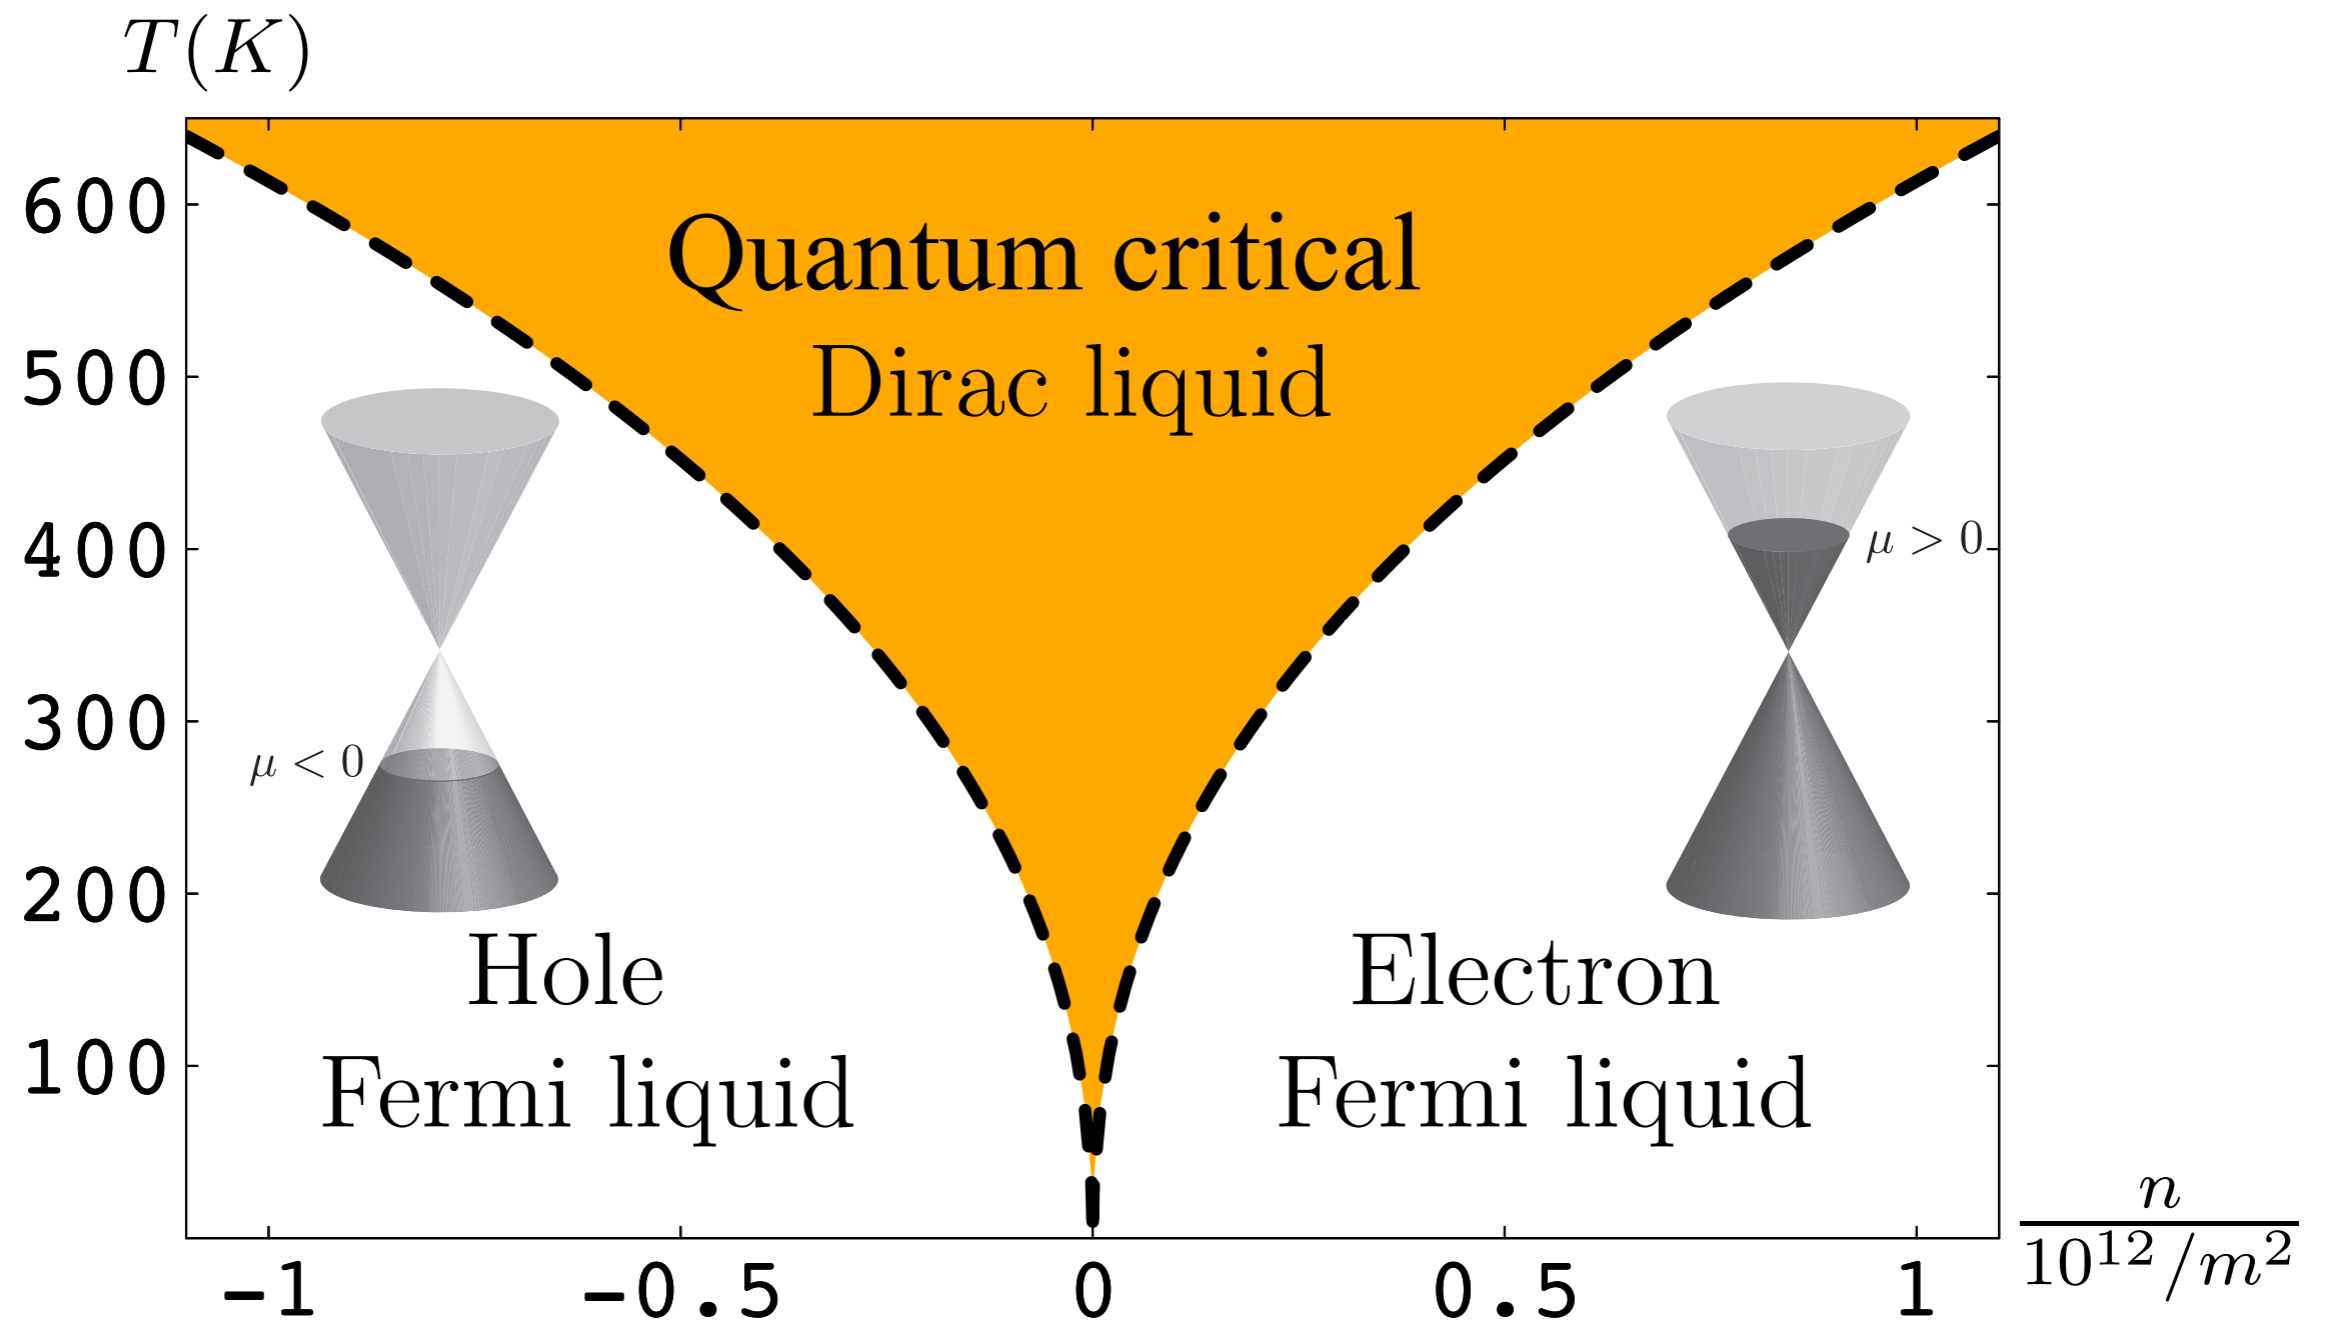 T(K)
600
500
400
300
200
100
Quantum critical
Dirac liquid
μ < 0
μ > 0
Hole
Fermi liquid
Electron
Fermi liquid
−1
−0.5
0
0.5
1
n
10¹²/m²